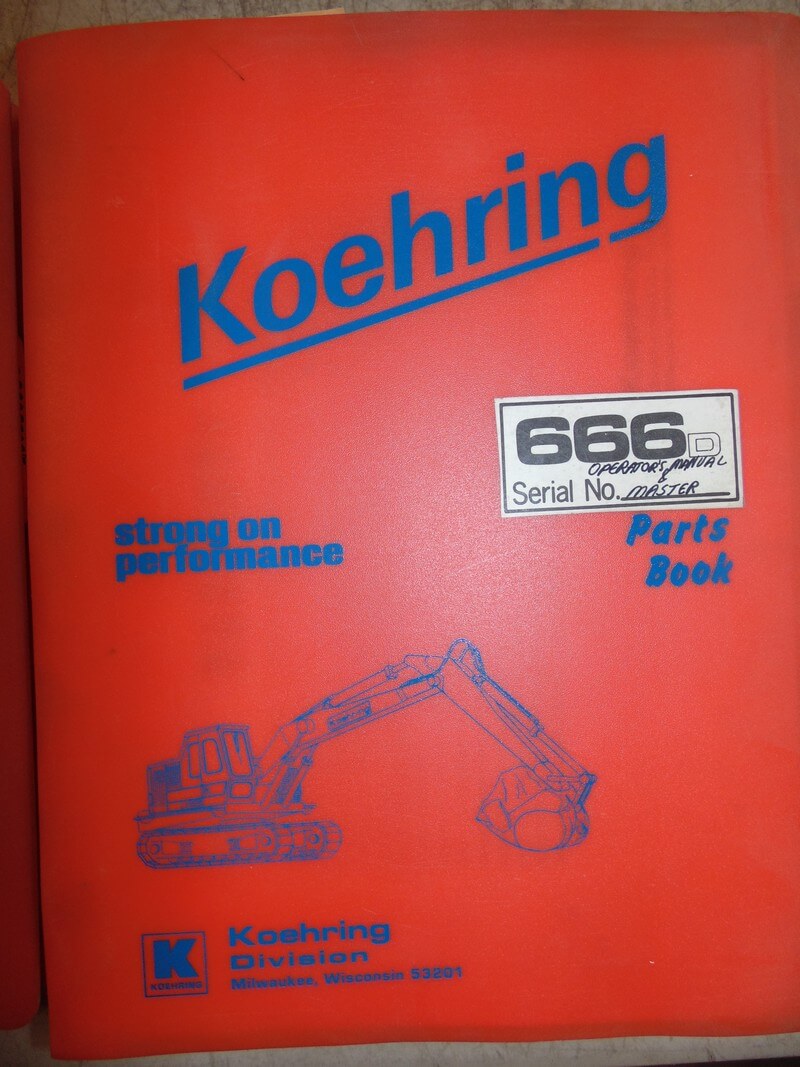 Koehring
666D
OPERATOR'S MANUAL
&
Serial No. MASTER
strong on
performance
Parts
Book
K
KOEHRING
Koehring
Division
Milwaukee, Wisconsin 53201